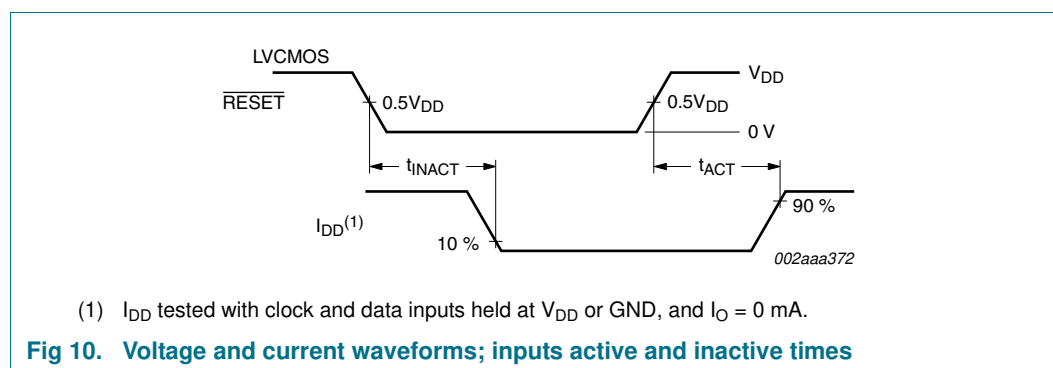 LVCMOS
RESET
0.5VDD
0.5VDD
VDD
0 V
tINACT
tACT
IDD(1)
10 %
90 %
002aaa372
(1) IDD tested with clock and data inputs held at VDD or GND, and IO = 0 mA.
Fig 10. Voltage and current waveforms; inputs active and inactive times